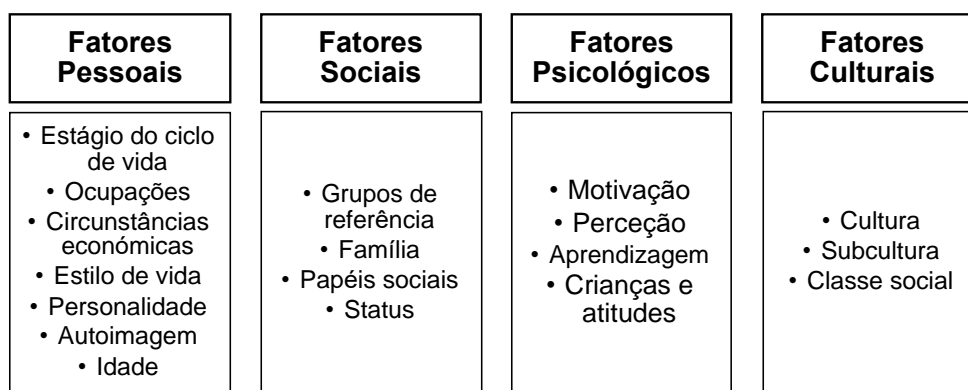 Fatores
Pessoais
• Estágio do ciclo
de vida
• Ocupações
• Circunstâncias
económicas
• Estilo de vida
• Personalidade
• Autoimagem
• Idade
Fatores
Sociais
• Grupos de
referência
• Família
• Papéis sociais
• Status
Fatores
Psicológicos
• Motivação
• Perceção
• Aprendizagem
• Crianças e
atitudes
Fatores
Culturais
• Cultura
• Subcultura
• Classe social